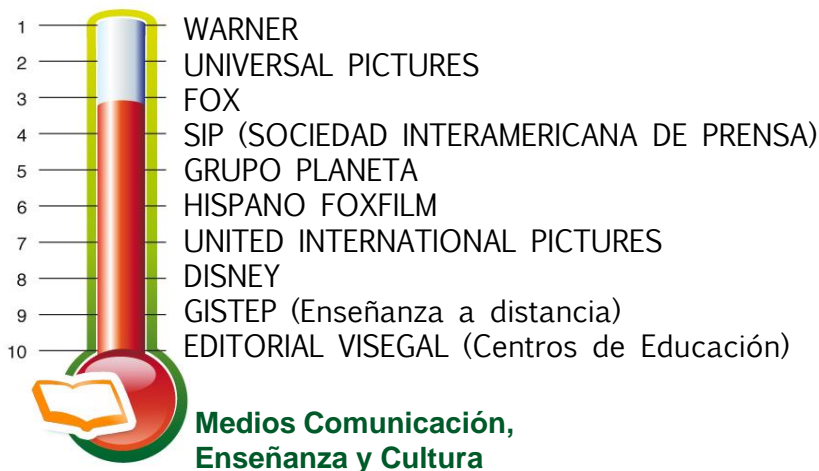 1 WARNER
2 UNIVERSAL PICTURES
3 FOX
4 SIP (SOCIEDAD INTERAMERICANA DE PRENSA)
5 GRUPO PLANETA
6 HISPANO FOXFILM
7 UNITED INTERNATIONAL PICTURES
8 DISNEY
9 GISTEP (Enseñanza a distancia)
10 EDITORIAL VISEGAL (Centros de Educación)
Medios Comunicación,
Enseñanza y Cultura